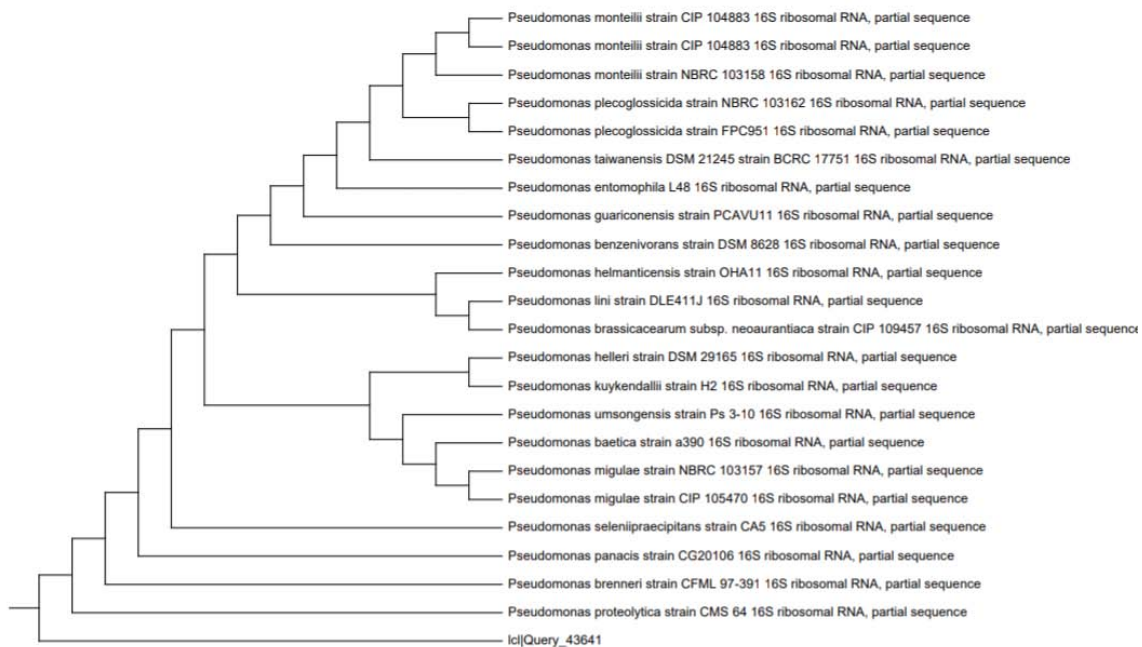 Pseudomonas monteilii strain CIP 104883 16S ribosomal RNA, partial sequence
Pseudomonas monteilii strain CIP 104883 16S ribosomal RNA, partial sequence
Pseudomonas monteilii strain NBRC 103158 16S ribosomal RNA, partial sequence
Pseudomonas plecoglossicida strain NBRC 103162 16S ribosomal RNA, partial sequence
Pseudomonas plecoglossicida strain FPC951 16S ribosomal RNA, partial sequence
Pseudomonas taiwanensis DSM 21245 strain BCRC 17751 16S ribosomal RNA, partial sequence
Pseudomonas entomophila L48 16S ribosomal RNA, partial sequence
Pseudomonas guariconensis strain PCAVU11 16S ribosomal RNA, partial sequence
Pseudomonas benzenivorans strain DSM 8628 16S ribosomal RNA, partial sequence
Pseudomonas helmanticensis strain OHA11 16S ribosomal RNA, partial sequence
Pseudomonas lini strain DLE411J 16S ribosomal RNA, partial sequence
Pseudomonas brassicacearum subsp. neoaurantiaca strain CIP 109457 16S ribosomal RNA, partial sequence
Pseudomonas helleri strain DSM 29165 16S ribosomal RNA, partial sequence
Pseudomonas kuykendallii strain H2 16S ribosomal RNA, partial sequence
Pseudomonas umsongensis strain Ps 3-10 16S ribosomal RNA, partial sequence
Pseudomonas baetica strain a390 16S ribosomal RNA, partial sequence
Pseudomonas migulae strain NBRC 103157 16S ribosomal RNA, partial sequence
Pseudomonas migulae strain CIP 105470 16S ribosomal RNA, partial sequence
Pseudomonas seleniipraecipitans strain CA5 16S ribosomal RNA, partial sequence
Pseudomonas panacis strain CG20106 16S ribosomal RNA, partial sequence
Pseudomonas brenneri strain CFML 97-391 16S ribosomal RNA, partial sequence
Pseudomonas proteolytica strain CMS 64 16S ribosomal RNA, partial sequence
lcl|Query_43641